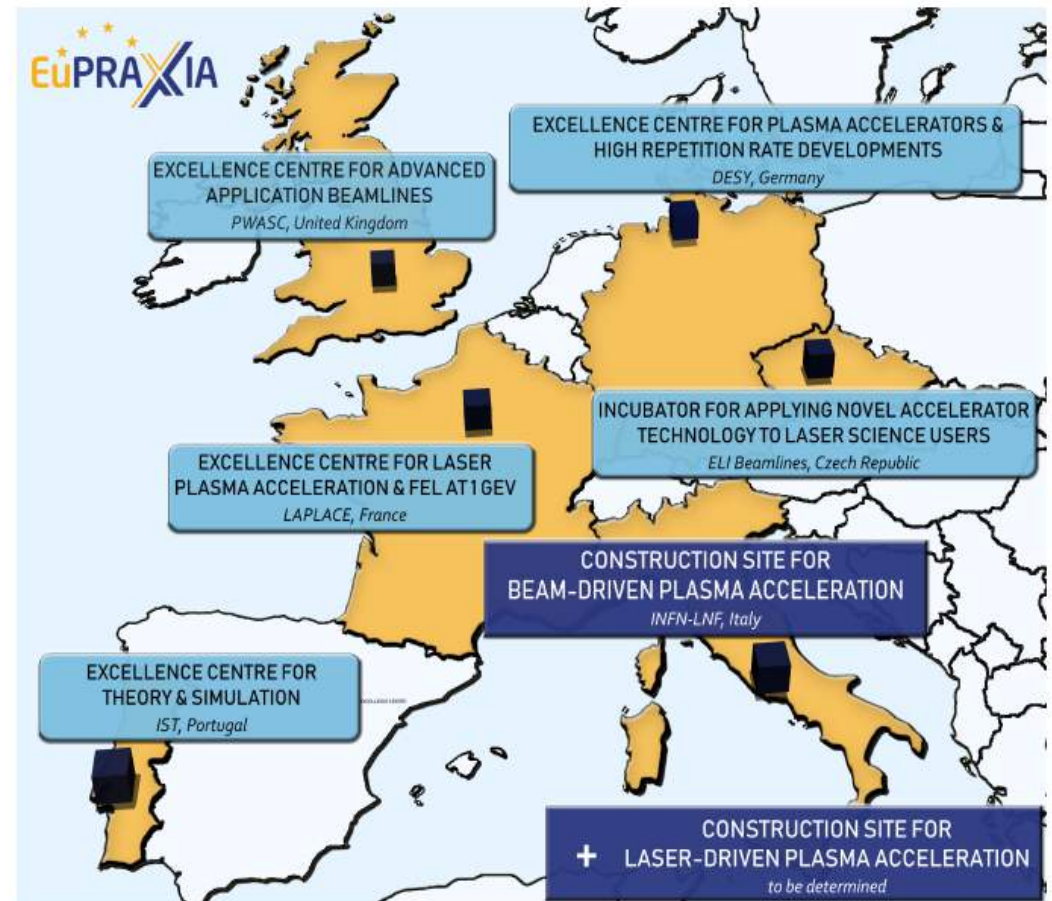 EuPRAXIA
EXCELLENCE CENTRE FOR PLASMA ACCELERATORS &
HIGH REPETITION RATE DEVELOPMENTS
DESY, Germany
EXCELLENCE CENTRE FOR ADVANCED
APPLICATION BEAMLINES
PWASC, United Kingdom
INCUBATOR FOR APPLYING NOVEL ACCELERATOR
TECHNOLOGY TO LASER SCIENCE USERS
ELI Beamlines, Czech Republic
EXCELLENCE CENTRE FOR LASER
PLASMA ACCELERATION & FEL AT 1 GEV
LAPLACE, France
CONSTRUCTION SITE FOR
BEAM-DRIVEN PLASMA ACCELERATION
INFN-LNF, Italy
EXCELLENCE CENTRE FOR
THEORY & SIMULATION
IST, Portugal
CONSTRUCTION SITE FOR
+ LASER-DRIVEN PLASMA ACCELERATION
to be determined